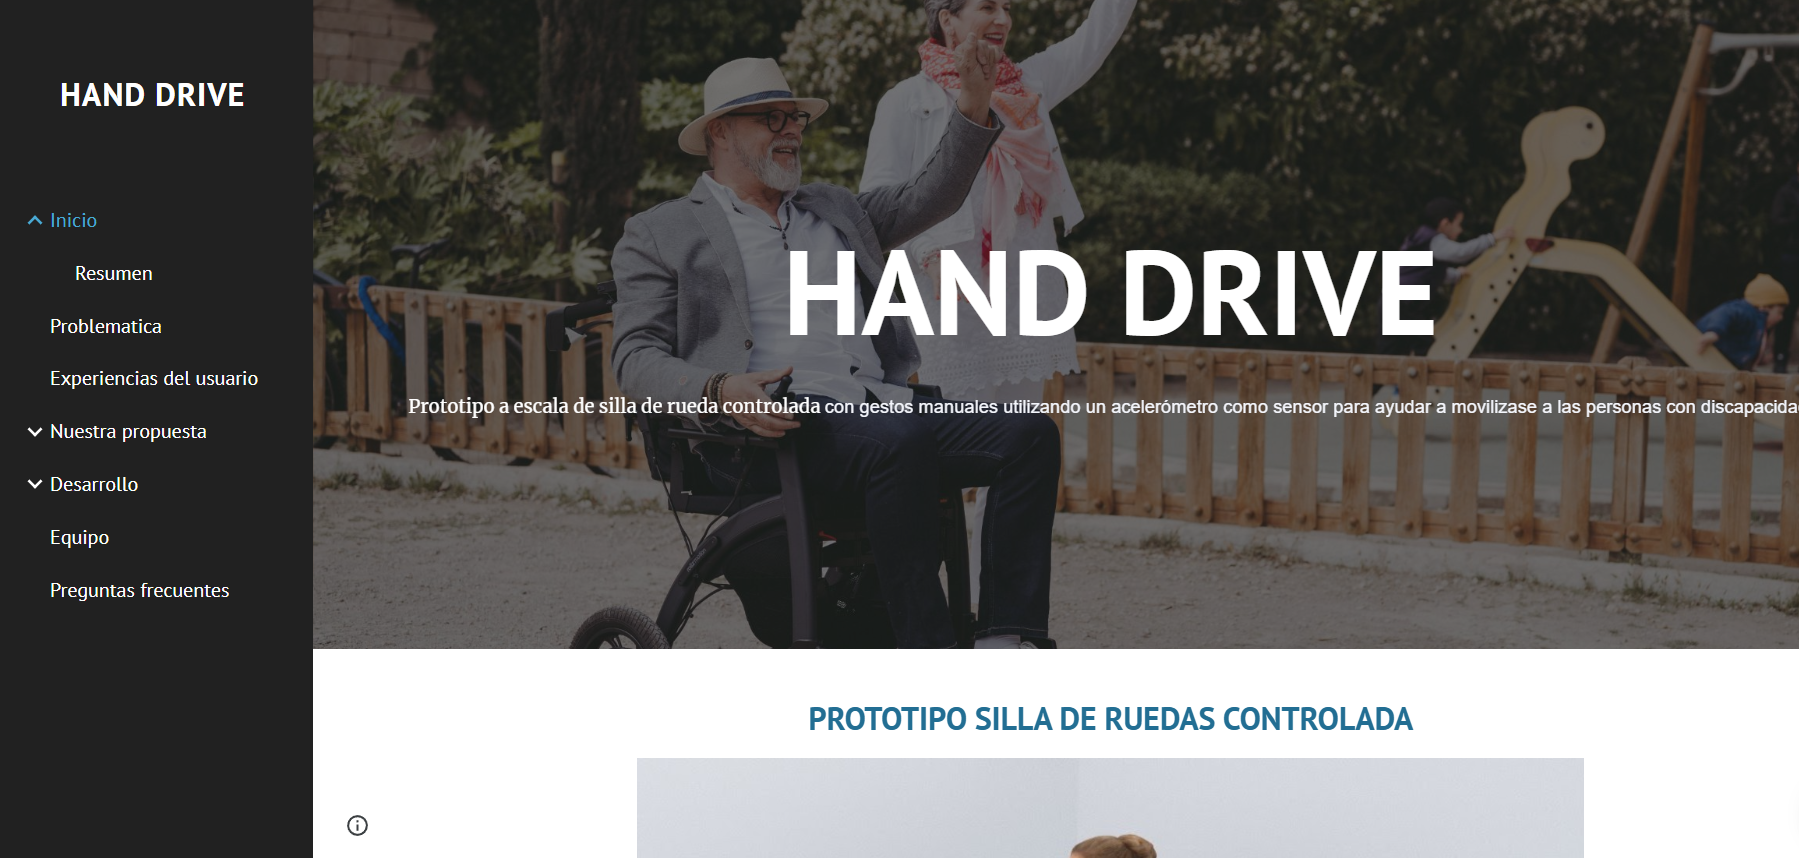 HAND DRIVE
Inicio
Resumen
Problematica
Experiencias del usuario
Nuestra propuesta
Desarrollo
Equipo
Preguntas frecuentes
HAND DRIVE
Prototipo a escala de silla de rueda controlada con gestos manuales utilizando un acelerómetro como sensor para ayudar a movilizase a las personas con discapacida
PROTOTIPO SILLA DE RUEDAS CONTROLADA